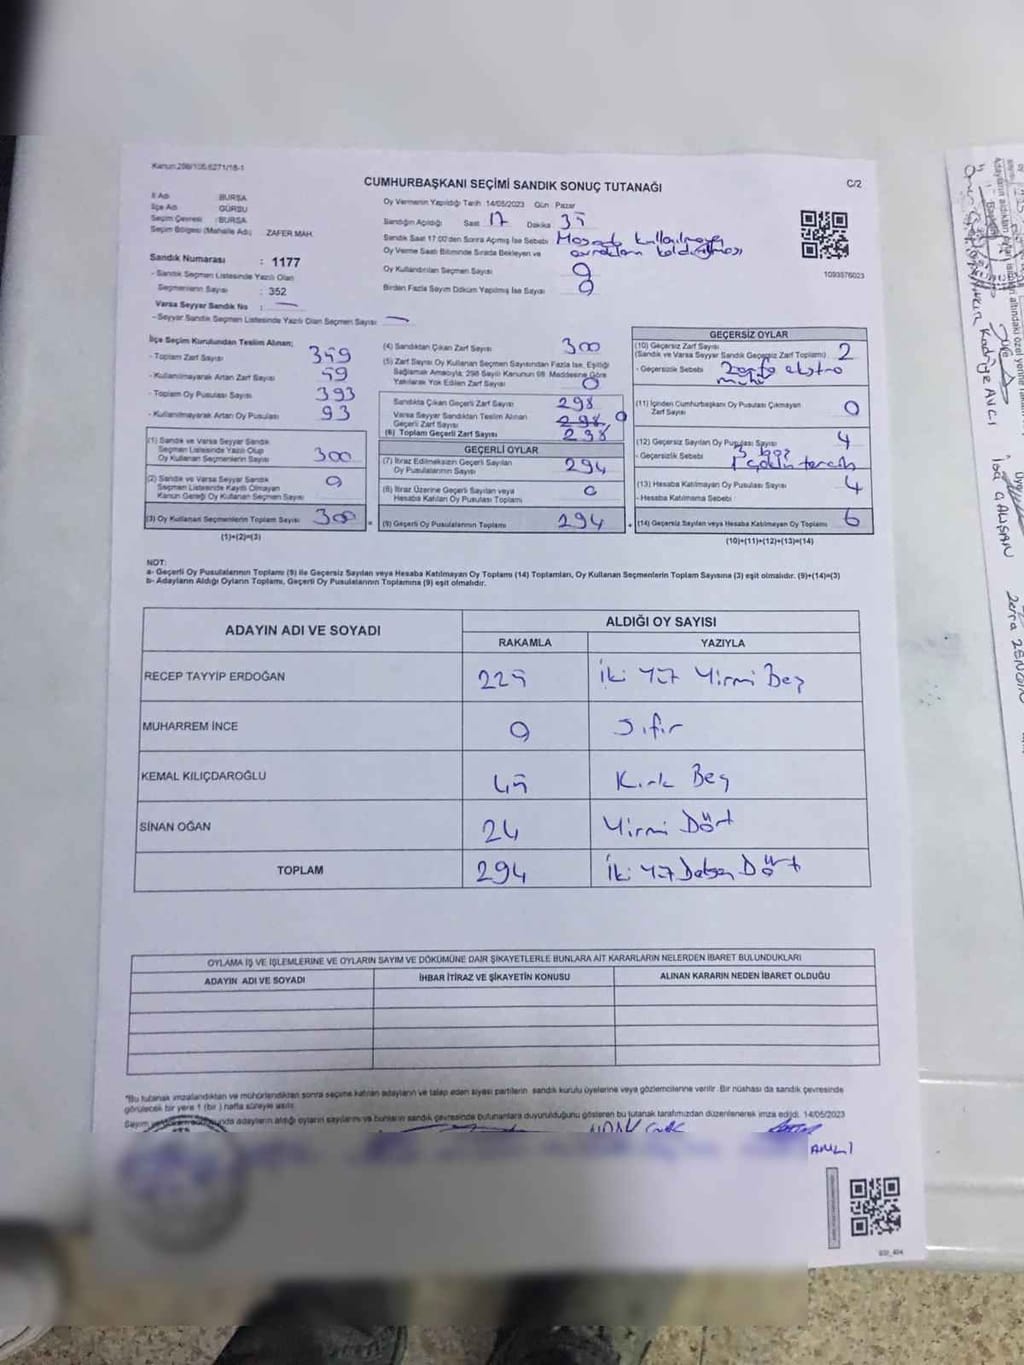 Kanun:298/105,6271/18-1
CUMHURBAŞKANI SEÇİMİ SANDIK SONUÇ TUTANAĞI
C/2
İl Adı : BURSA
İlçe Adı : GÜRSU
Seçim Çevresi : BURSA
Seçim Bölgesi (Mahalle Adı) ZAFER MAH.
Sandık Numarası : 1177
- Sandık Seçmen Listesinde Yazılı Olan
Seçmenlerin Sayısı : 352
Varsa Seyyar Sandık No : —
- Seyyar Sandık Seçmen Listesinde Yazılı Olan Seçmen Sayısı : —
Oy Vermenin Yapıldığı Tarih 14/05/2023 Gün Pazar
Sandığın Açıldığı Saat 17 Dakika 35
Sandık Saat 17:00'den Sonra Açılmış İse Sebebi
Oy Verme Saati Bitiminde Sırada Bekleyen ve
Oy Kullandırılan Seçmen Sayısı 0
Birden Fazla Sayım Döküm Yapılmış İse Sayısı 0
1093576023
İlçe Seçim Kurulundan Teslim Alınan;
- Toplam Zarf Sayısı 359
- Kullanılmayarak Artan Zarf Sayısı 59
- Toplam Oy Pusulası Sayısı 393
- Kullanılmayarak Artan Oy Pusulası 93
(1) Sandık ve Varsa Seyyar Sandık
Seçmen Listesinde Yazılı Olup
Oy Kullanan Seçmenlerin Sayısı 300
(2) Sandık ve Varsa Seyyar Sandık
Seçmen Listesinde Kayıtlı Olmayan
Kanun Gereği Oy Kullanan Seçmen Sayısı 0
(3) Oy Kullanan Seçmenlerin Toplam Sayısı 300
(1)+(2)=(3)
(4) Sandıktan Çıkan Zarf Sayısı 300
(5) Zarf Sayısı Oy Kullanan Seçmen Sayısından Fazla İse, Eşitliği
Sağlamak Amacıyla, 298 Sayılı Kanunun 98. Maddesine Göre
Yakılarak Yok Edilen Zarf Sayısı 0
Sandıkta Çıkan Geçerli Zarf Sayısı 298
Varsa Seyyar Sandıktan Teslim Alınan
Geçerli Zarf Sayısı 298 0
(6) Toplam Geçerli Zarf Sayısı 298
GEÇERLİ OYLAR
(7) İtiraz Edilmeksizin Geçerli Sayılan
Oy Pusulalarının Sayısı 294
(8) İtiraz Üzerine Geçerli Sayılan veya
Hesaba Katılan Oy Pusulası Toplamı 0
(9) Geçerli Oy Pusulalarının Toplamı 294
GEÇERSİZ OYLAR
(10) Geçersiz Zarf Sayısı
(Sandık ve Varsa Seyyar Sandık Geçersiz Zarf Toplamı) 2
- Geçersizlik Sebebi
(11) İçinden Cumhurbaşkanı Oy Pusulası Çıkmayan
Zarf Sayısı 0
(12) Geçersiz Sayılan Oy Pusulası Sayısı 4
- Geçersizlik Sebebi
(13) Hesaba Katılmayan Oy Pusulası Sayısı 4
- Hesaba Katılmama Sebebi
(14) Geçersiz Sayılan veya Hesaba Katılmayan Oy Toplamı 6
(10)+(11)+(12)+(13)=(14)
NOT:
a- Geçerli Oy Pusulalarının Toplamı (9) ile Geçersiz Sayılan veya Hesaba Katılmayan Oy Toplamı (14) Toplamları, Oy Kullanan Seçmenlerin Toplam Sayısına (3) eşit olmalıdır. (9)+(14)=(3)
b- Adayların Aldığı Oyların Toplamı, Geçerli Oy Pusulalarının Toplamına (9) eşit olmalıdır.
ADAYIN ADI VE SOYADI
ALDIĞI OY SAYISI
RAKAMLA YAZIYLA
RECEP TAYYİP ERDOĞAN 225 İki Yüz Yirmi Beş
MUHARREM İNCE 0 Sıfır
KEMAL KILIÇDAROĞLU 45 Kırk Beş
SİNAN OĞAN 24 Yirmi Dört
TOPLAM 294 İki Yüz Doksan Dört
OYLAMA İŞ VE İŞLEMLERİNE VE OYLARIN SAYIM VE DÖKÜMÜNE DAİR ŞİKAYETLERLE BUNLARA AİT KARARLARIN NELERDEN İBARET BULUNDUKLARI
ADAYIN ADI VE SOYADI
İHBAR İTİRAZ VE ŞİKAYETİN KONUSU
ALINAN KARARIN NEDEN İBARET OLDUĞU
*Bu tutanak imzalandıktan ve mühürlendikten sonra seçime katılan adayların ve talep eden siyasi partilerin sandık kurulu üyelerine veya gözlemcilerine verilir. Bir nüshası da sandık çevresinde
görülecek bir yere 1 (bir) hafta süreyle asılır.
adayların aldığı oyların sayılarını ve bunların sandık çevresinde bulunanlara duyurulduğunu gösteren bu tutanak tarafımızdan düzenlenerek imza edildi. 14/05/2023